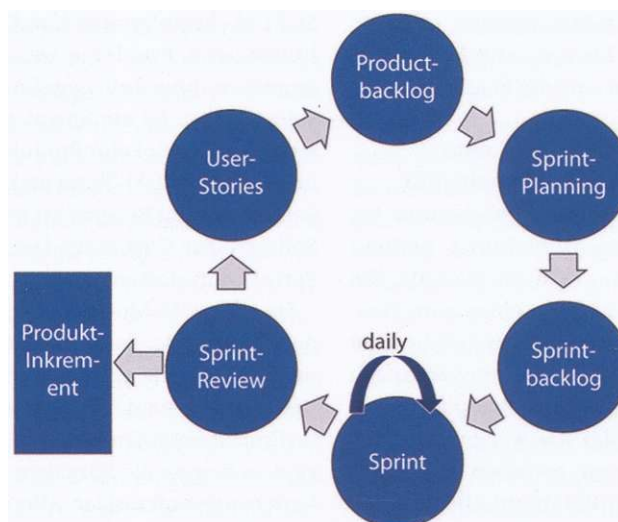 Product-
backlog
Sprint-
Planning
Sprint-
backlog
daily
Sprint
Sprint-
Review
Produkt-
Inkrem-
ent
User-
Stories